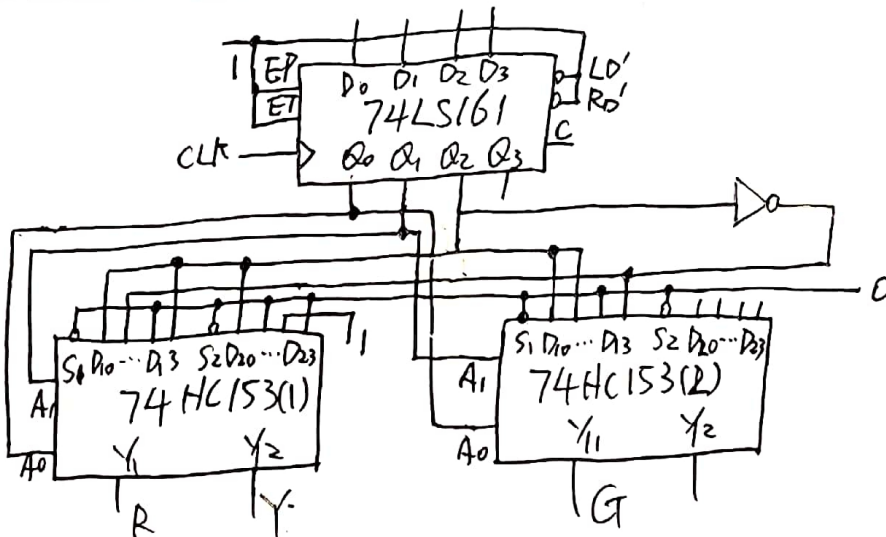 1 EP D0 D1 D2 D3 LD'
ET 74LS161 RD'
CLK Q0 Q1 Q2 Q3 C
0
S1 D10 ... D13 S2 D20 ... D23 1
A1 74HC153(1)
A0 Y1 Y2
R Y
S1 D10 ... D13 S2 D20 ... D23
A1 74HC153(2)
A0 Y11 Y2
G